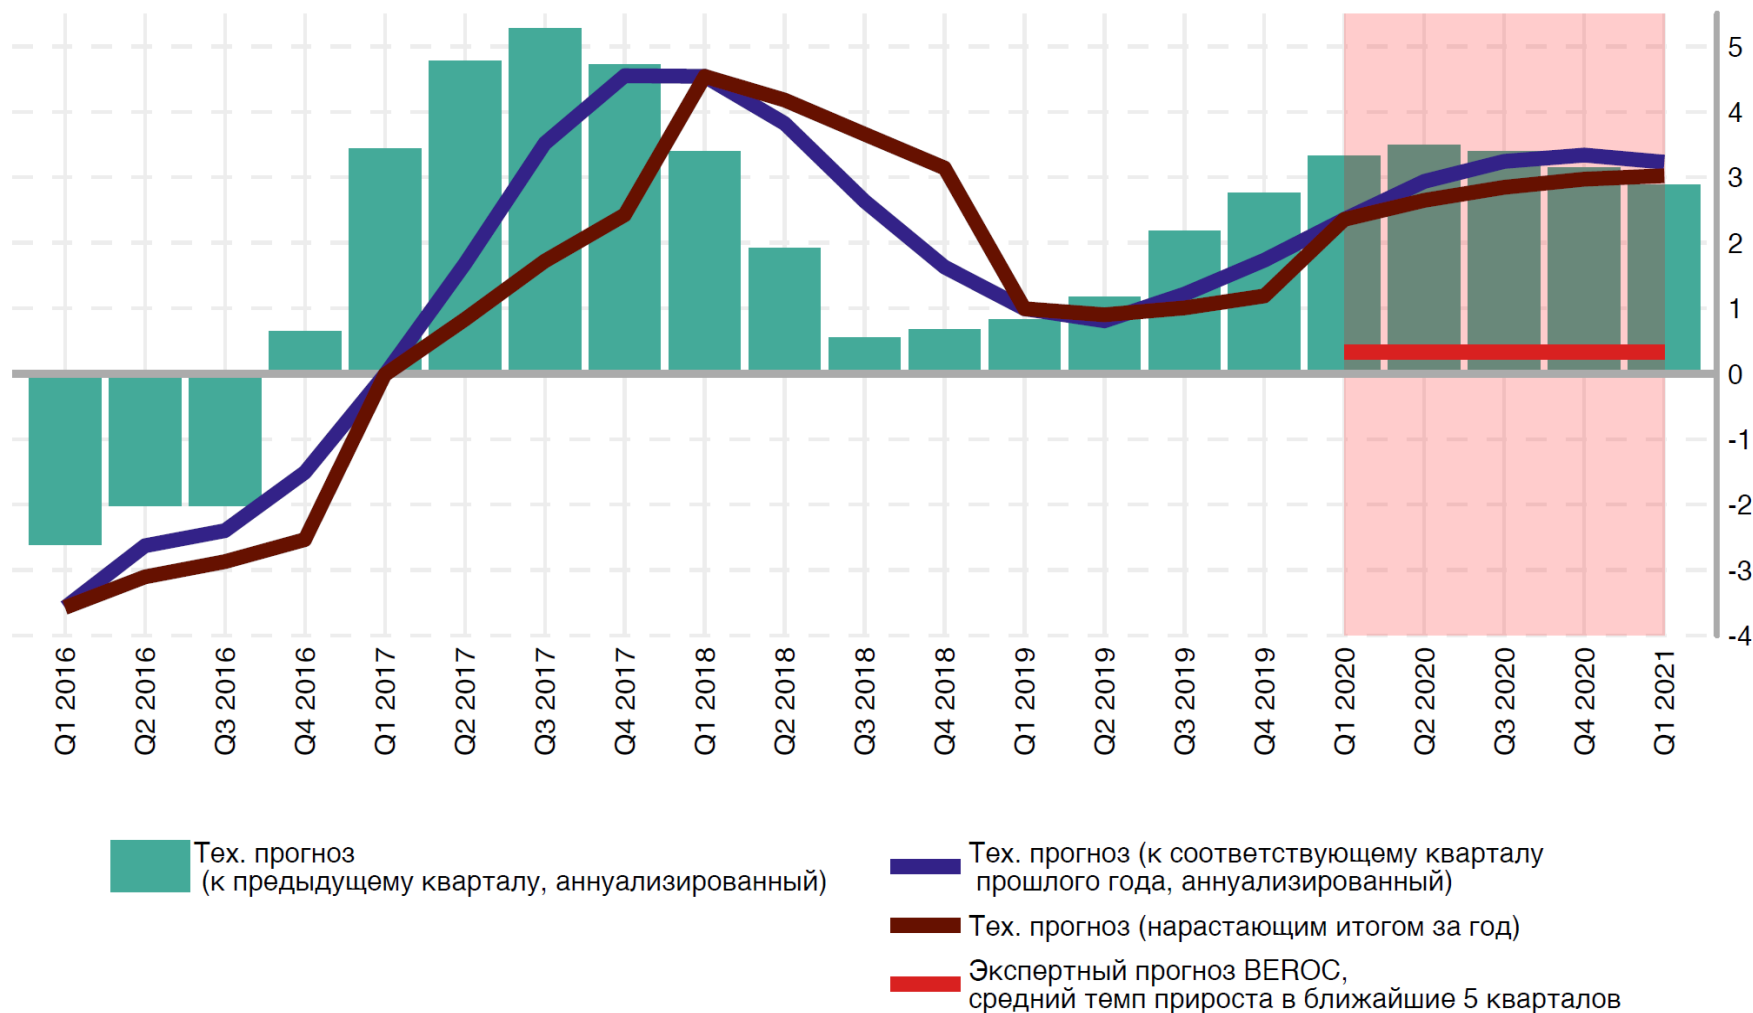 5
4
3
2
1
0
-1
-2
-3
-4
Q1 2016
Q2 2016
Q3 2016
Q4 2016
Q1 2017
Q2 2017
Q3 2017
Q4 2017
Q1 2018
Q2 2018
Q3 2018
Q4 2018
Q1 2019
Q2 2019
Q3 2019
Q4 2019
Q1 2020
Q2 2020
Q3 2020
Q4 2020
Q1 2021
Тех. прогноз
(к предыдущему кварталу, аннуализированный)
Тех. прогноз (к соответствующему кварталу
прошлого года, аннуализированный)
Тех. прогноз (нарастающим итогом за год)
Экспертный прогноз BEROC,
средний темп прироста в ближайшие 5 кварталов